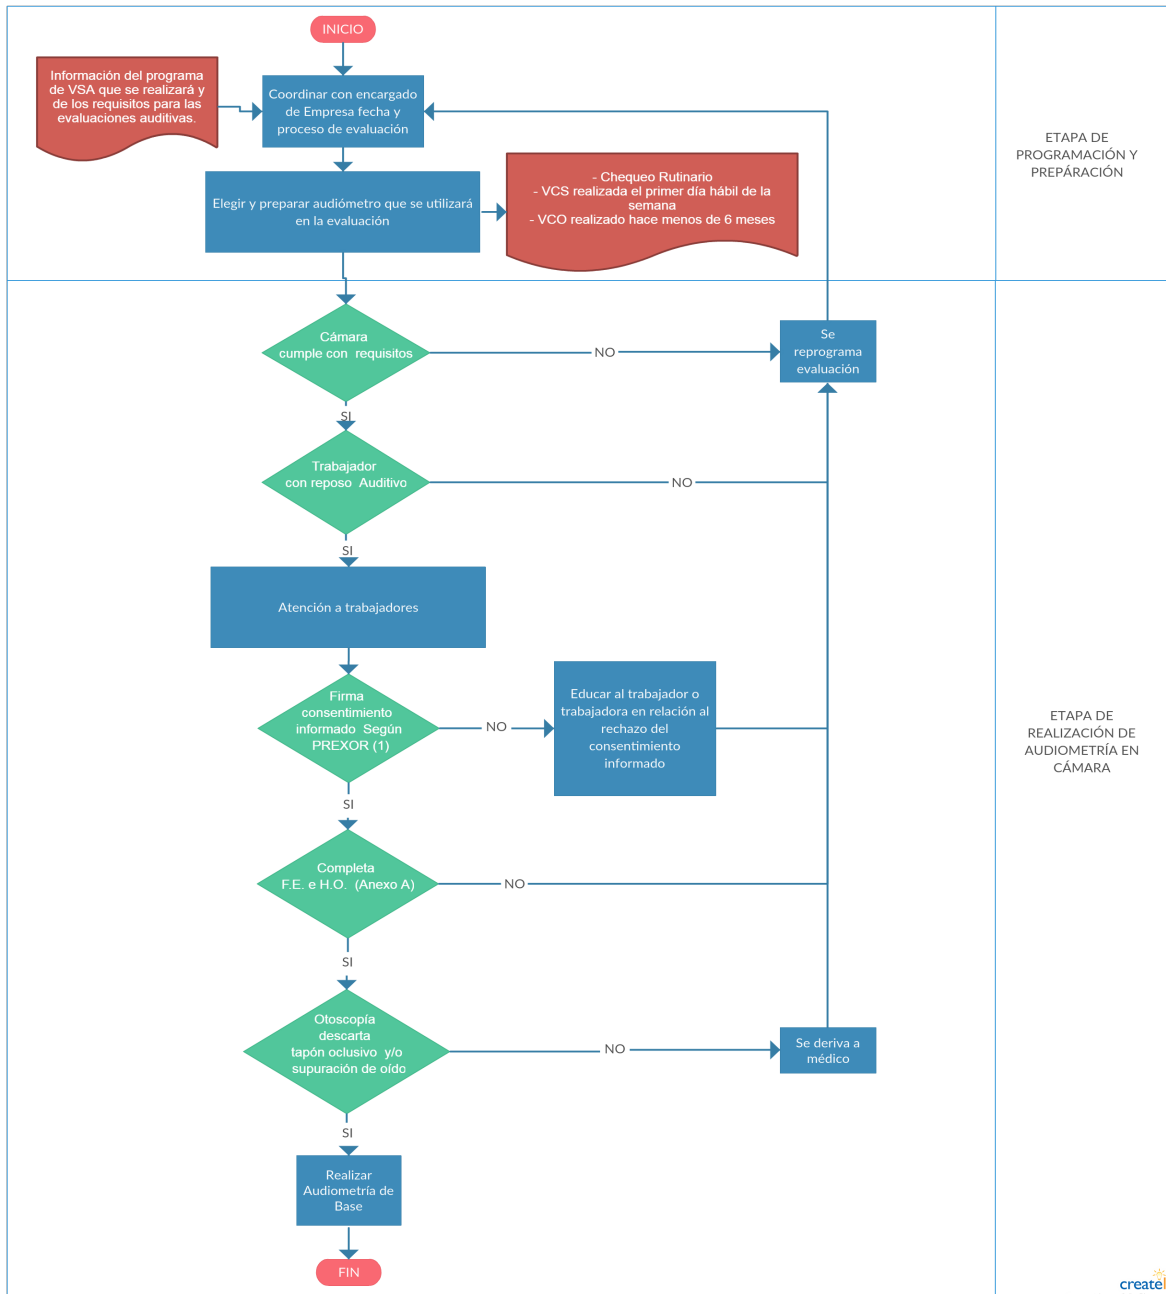 INICIO
Información del programa
de VSA que se realizará y
de los requisitos para las
evaluaciones auditivas.
Coordinar con encargado
de Empresa fecha y
proceso de evaluación
ETAPA DE
PROGRAMACIÓN Y
PREPÁRACIÓN
Elegir y preparar audiómetro que se utilizará
en la evaluación
- Chequeo Rutinario
- VCS realizada el primer día hábil de la
semana
- VCO realizado hace menos de 6 meses
Cámara
cumple con requisitos
NO
Se
reprograma
evaluación
SI
Trabajador
con reposo Auditivo
NO
SI
Atención a trabajadores
Firma
consentimiento
informado Según
PREXOR (1)
NO
Educar al trabajador o
trabajadora en relación al
rechazo del
consentimiento
informado
ETAPA DE
REALIZACIÓN DE
AUDIOMETRÍA EN
CÁMARA
SI
Completa
F.E. e H.O. (Anexo A)
NO
SI
Otoscopía
descarta
tapón oclusivo y/o
supuración de oído
NO
Se deriva a
médico
SI
Realizar
Audiometría de
Base
FIN